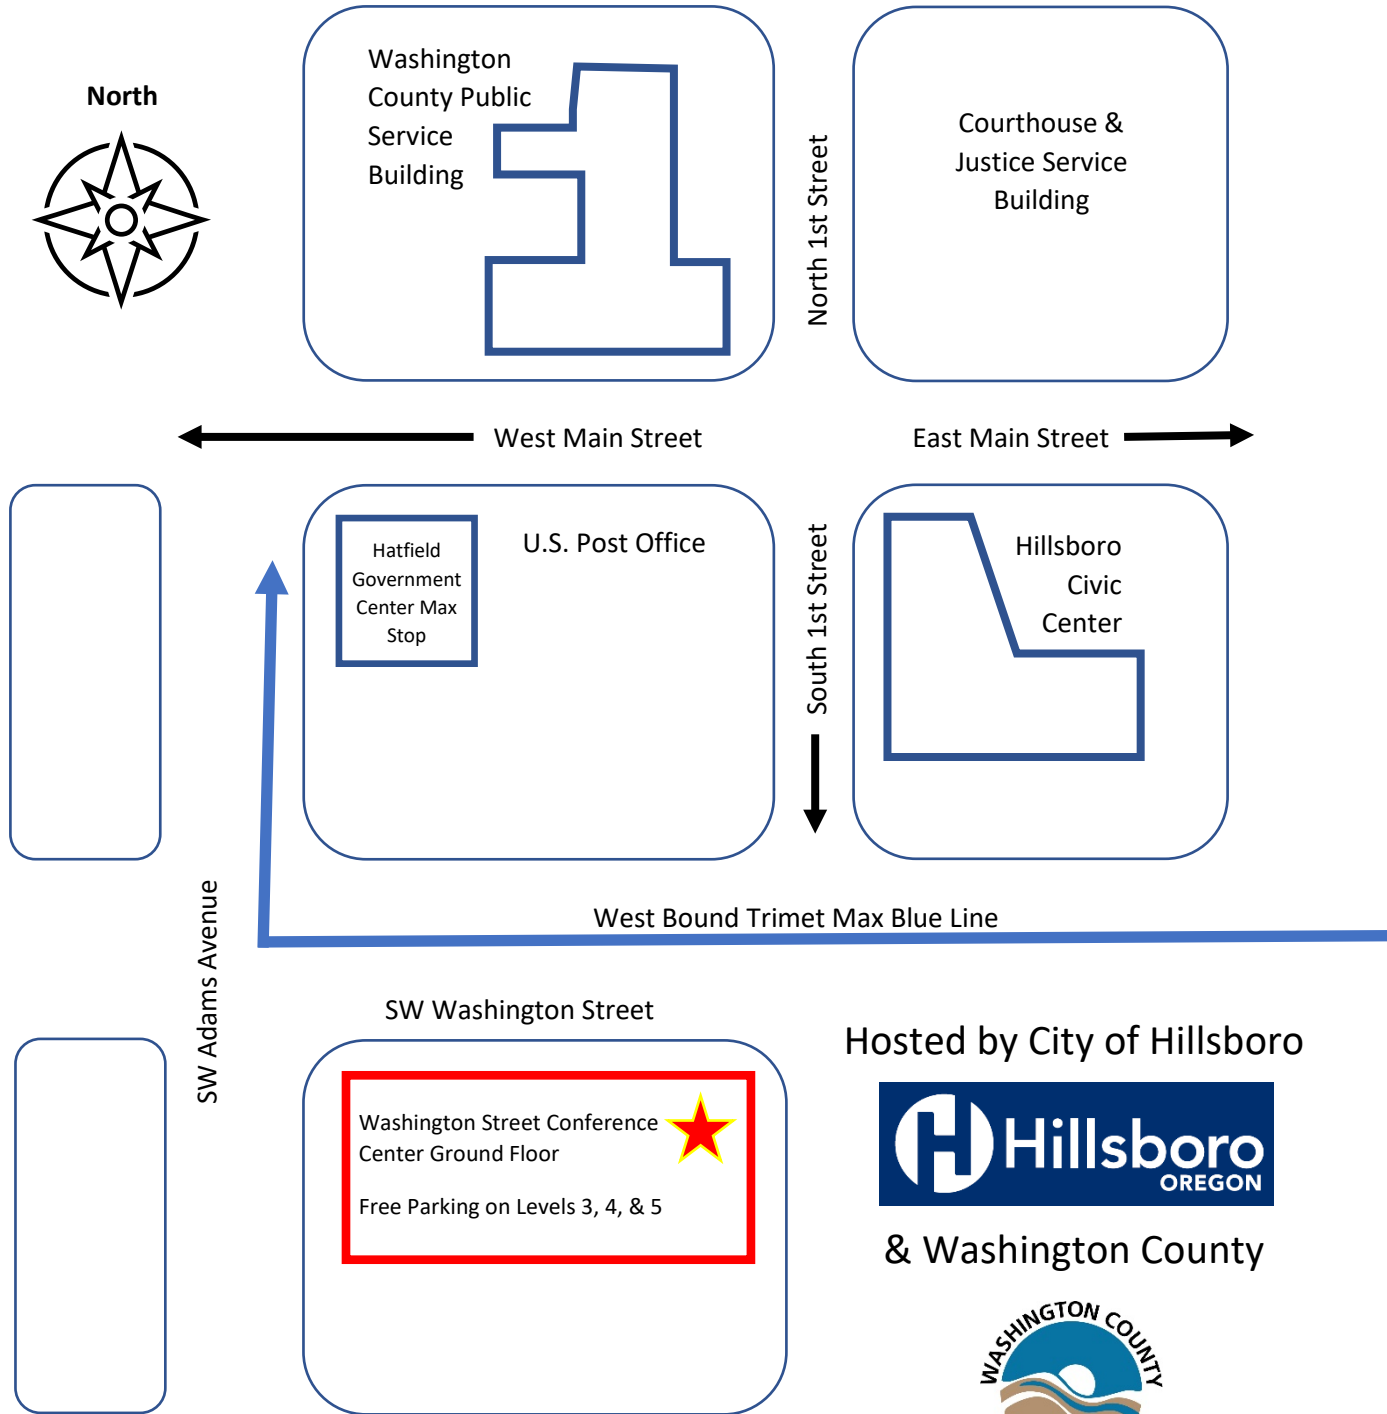 North
Washington
County Public
Service
Building
North 1st Street
Courthouse &
Justice Service
Building
West Main Street
East Main Street
Hatfield
Government
Center Max
Stop
U.S. Post Office
South 1st Street
Hillsboro
Civic
Center
SW Adams Avenue
West Bound Trimet Max Blue Line
SW Washington Street
Washington Street Conference
Center Ground Floor
Free Parking on Levels 3, 4, & 5
Hosted by City of Hillsboro
H Hillsboro
OREGON
& Washington County
WASHINGTON COUNTY